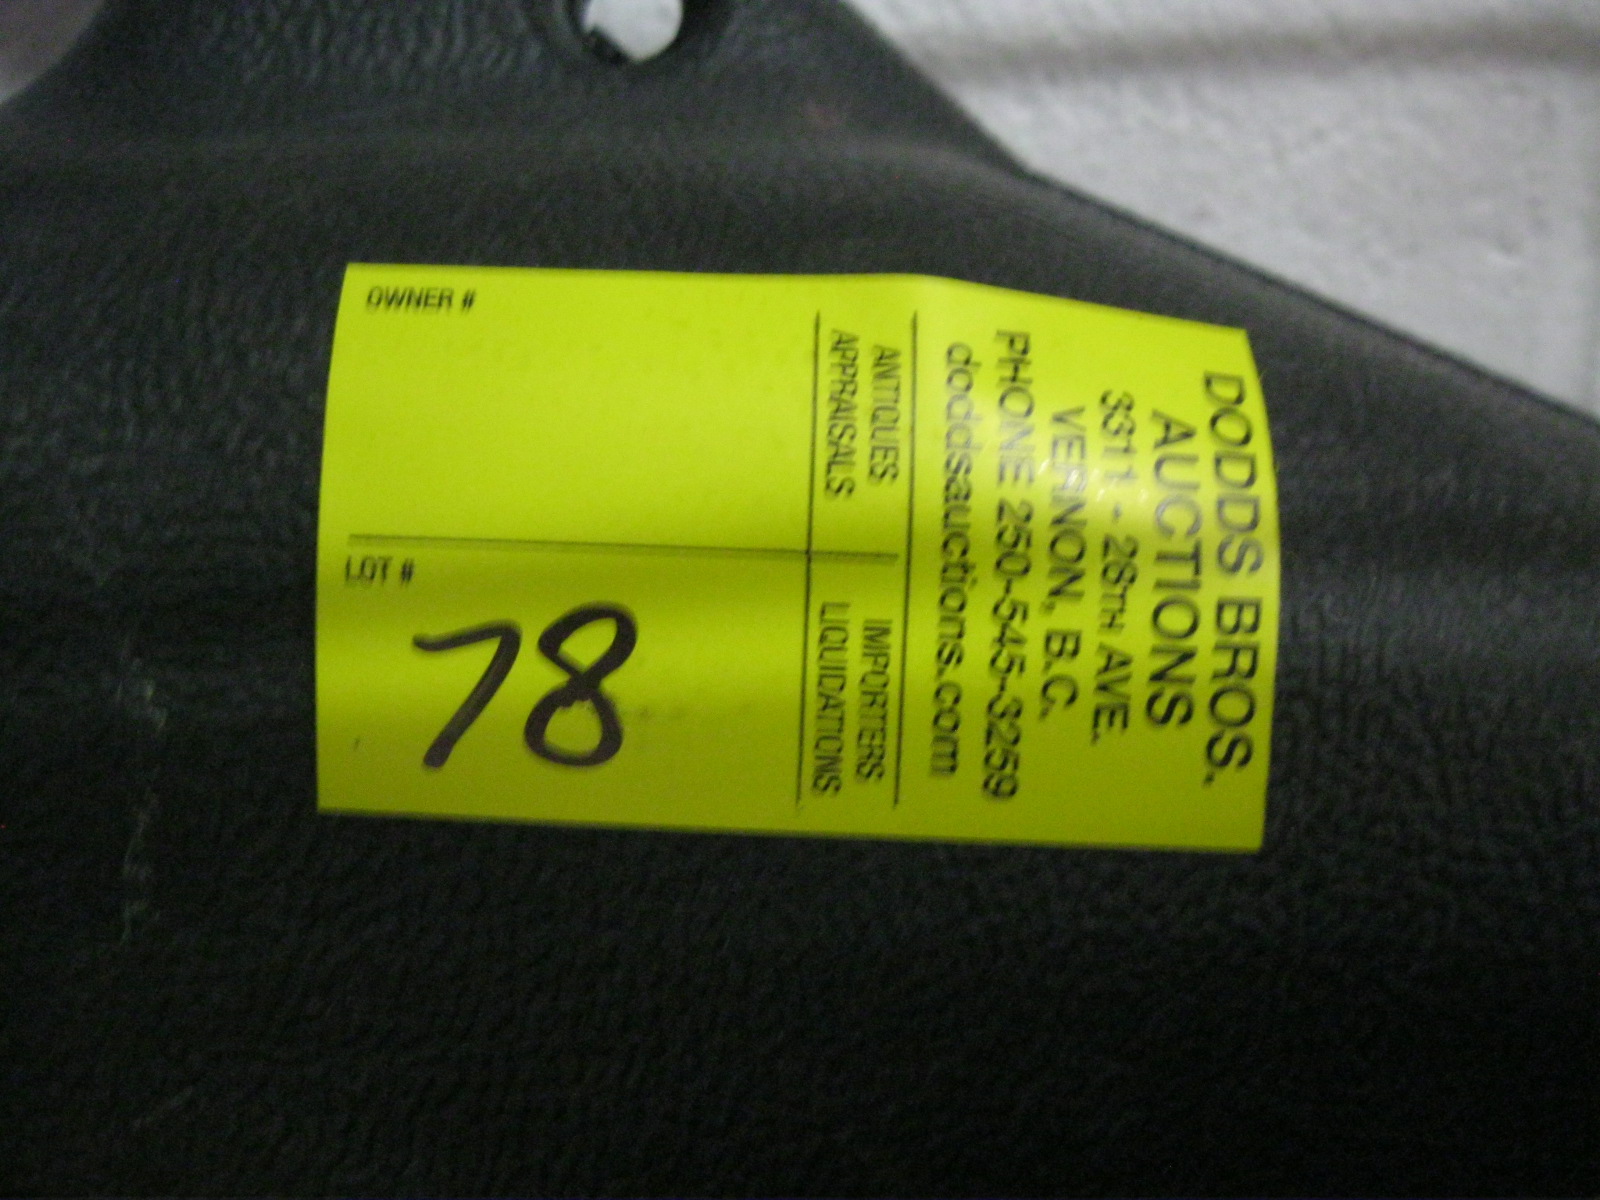 DODDS BROS.
AUCTIONS
3311 - 28TH AVE.
VERNON, B.C.
PHONE 250-545-3259
doddsauctions.com
ANTIQUES
APPRAISALS
IMPORTERS
LIQUIDATIONS
OWNER #
LOT #
78